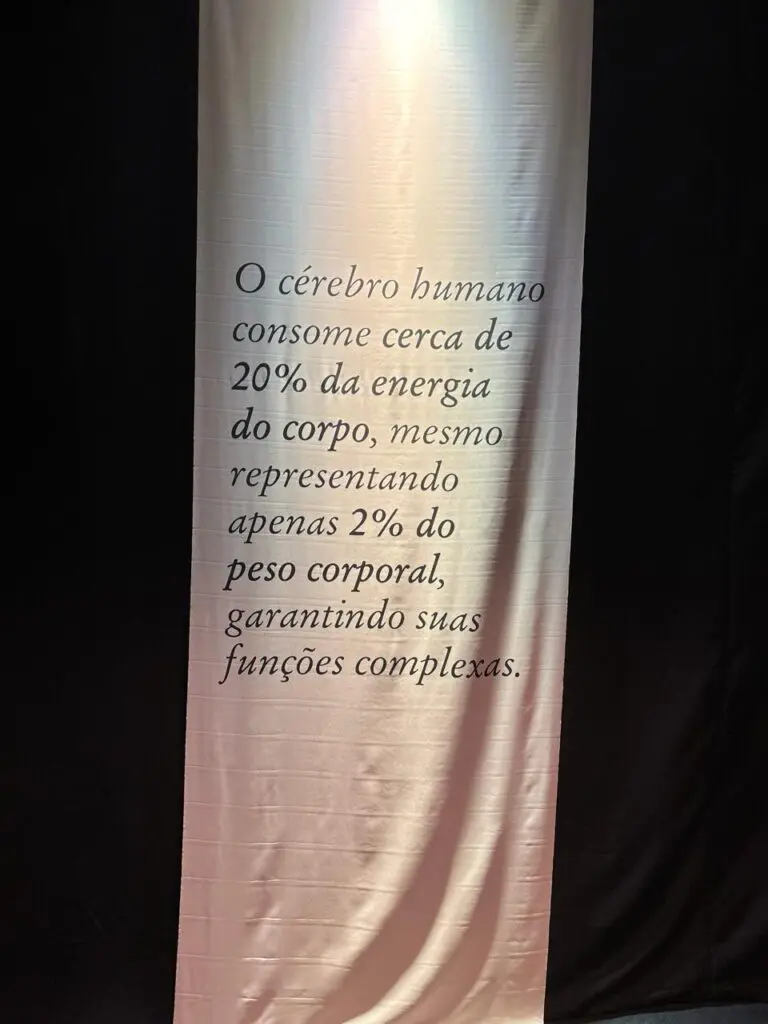 O cérebro humano
consome cerca de
20% da energia
do corpo, mesmo
representando
apenas 2% do
peso corporal,
garantindo suas
funções complexas.